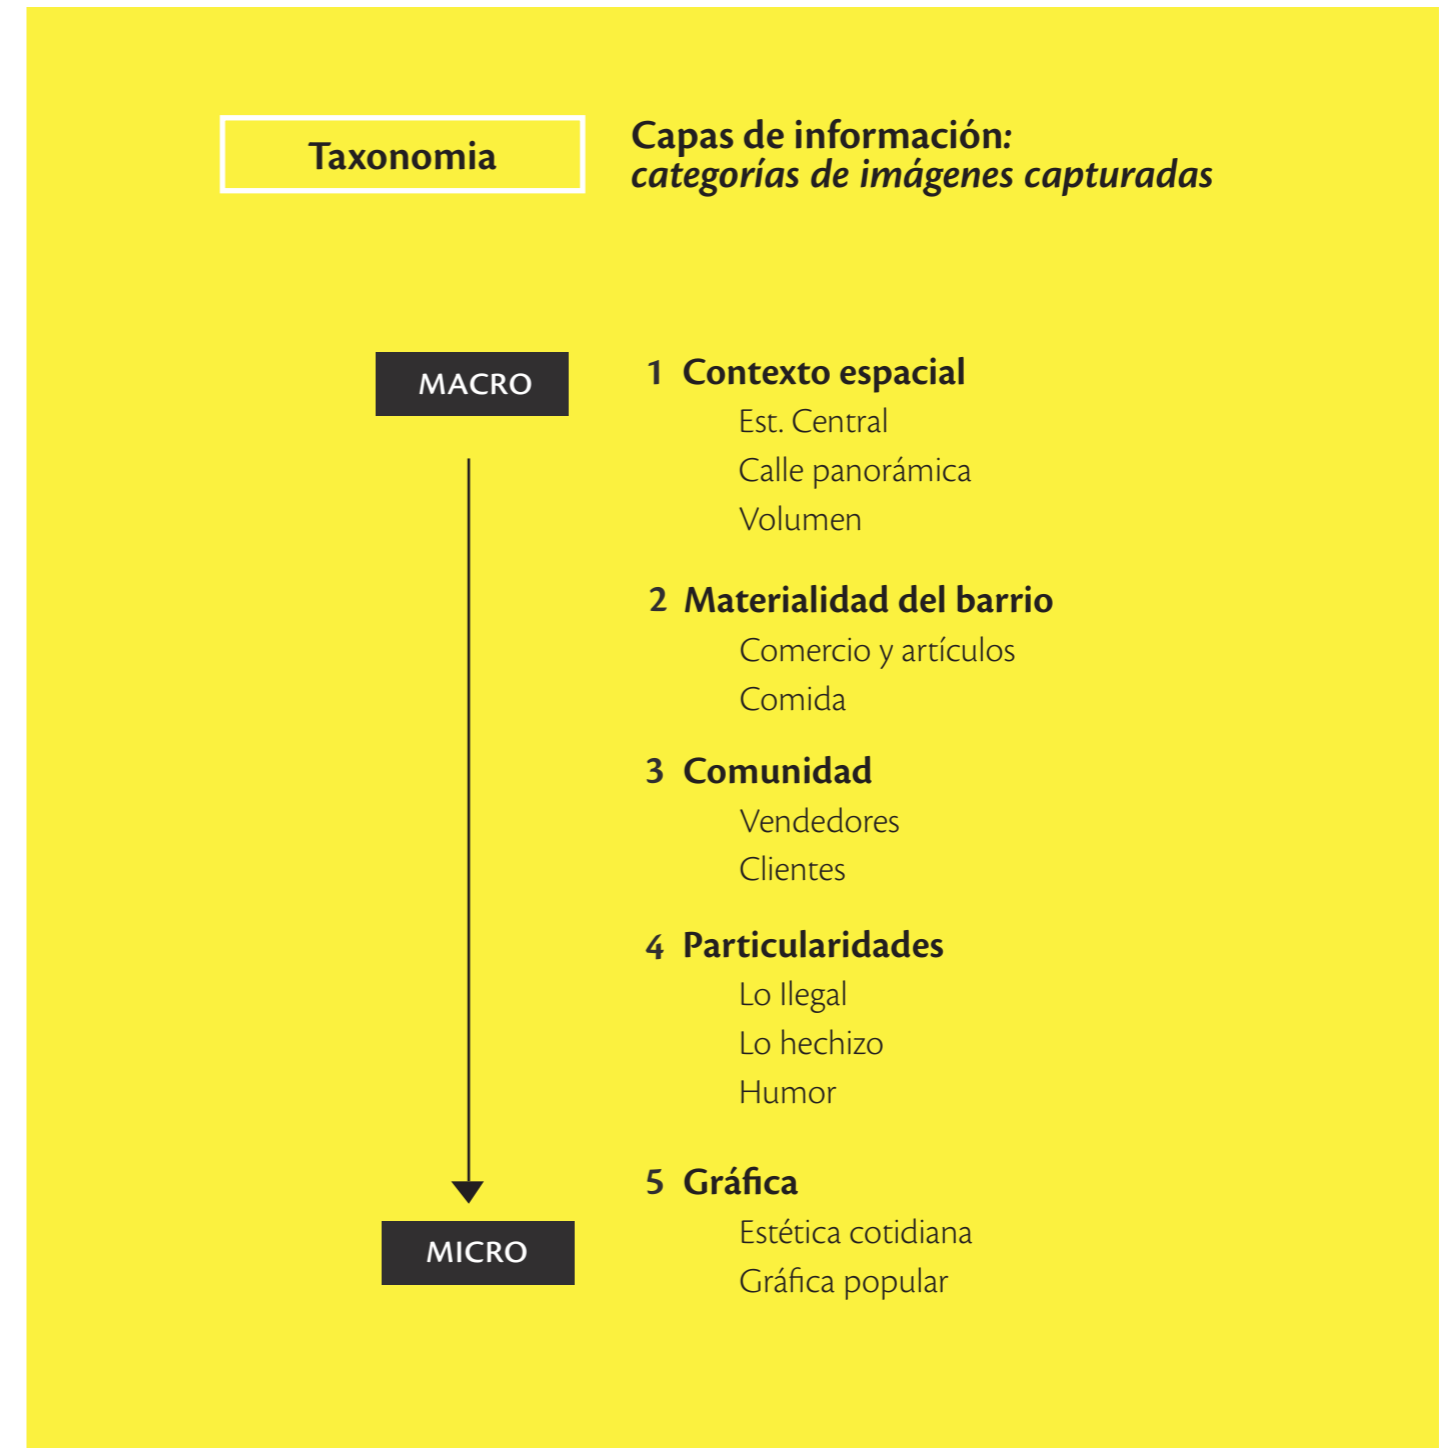 Taxonomia
Capas de información:
categorías de imágenes capturadas
MACRO
1 Contexto espacial
Est. Central
Calle panorámica
Volumen
2 Materialidad del barrio
Comercio y artículos
Comida
3 Comunidad
Vendedores
Clientes
4 Particularidades
Lo Ilegal
Lo hechizo
Humor
5 Gráfica
MICRO
Estética cotidiana
Gráfica popular